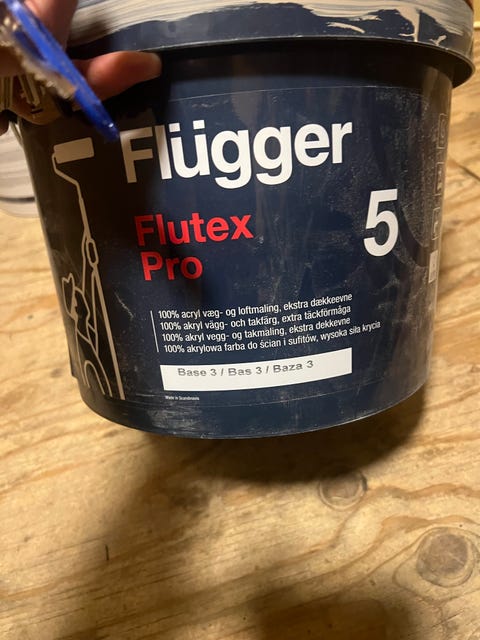 Flügger
Flutex
Pro
5
100% acryl væg- og loftmaling, ekstra dækkeevne
100% akryl vägg- och takfärg, extra täckförmåga
100% akryl vegg- og takmaling, ekstra dekkevne
100% akrylowa farba do ścian i sufitów, wysoka siła krycia
Base 3 / Bas 3 / Baza 3
Made in Scandinavia